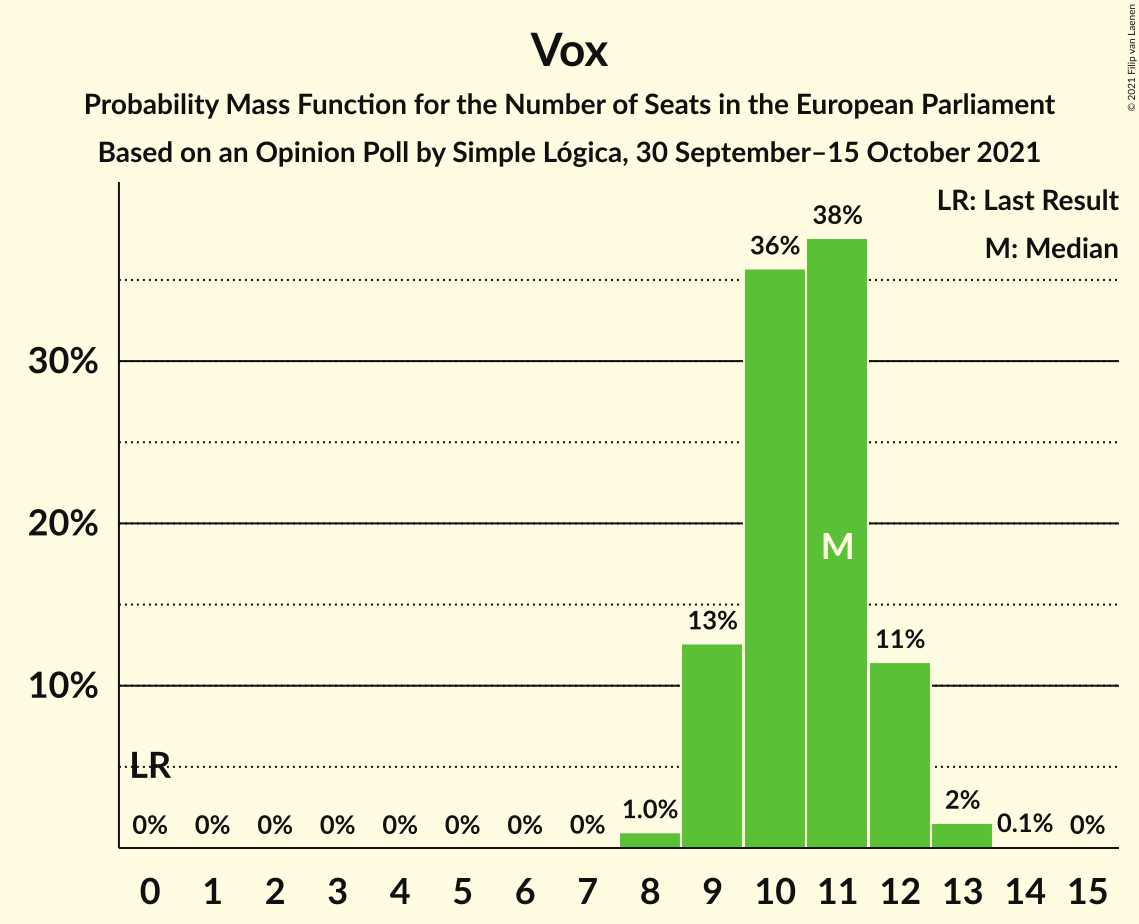 Vox
Probability Mass Function for the Number of Seats in the European Parliament
Based on an Opinion Poll by Simple Lógica, 30 September–15 October 2021
© 2021 Filip van Laenen
LR: Last Result
M: Median
38%
36%
30%
20%
M
13%
11%
10%
LR
0% 0% 0% 0% 0% 0% 0% 0% 1.0% 2% 0.1% 0%
0 1 2 3 4 5 6 7 8 9 10 11 12 13 14 15